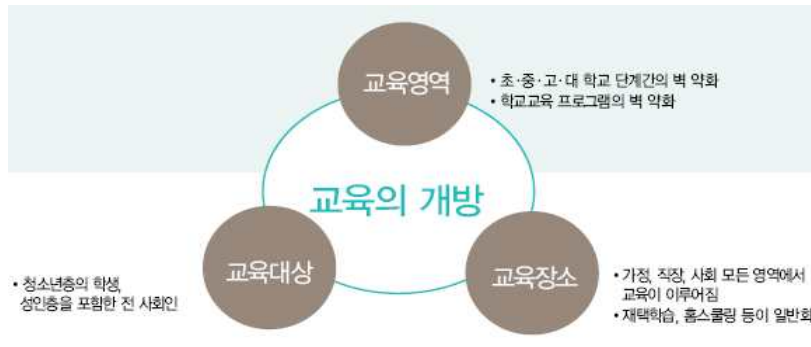 교육영역
• 초·중·고·대 학교 단계간의 벽 약화
• 학교교육 프로그램의 벽 약화
교육의 개방
교육대상
• 청소년층의 학생,
성인층을 포함한 전 사회인
교육장소
• 가정, 직장, 사회 모든 영역에서
교육이 이루어짐
• 재택학습, 홈스쿨링 등이 일반화